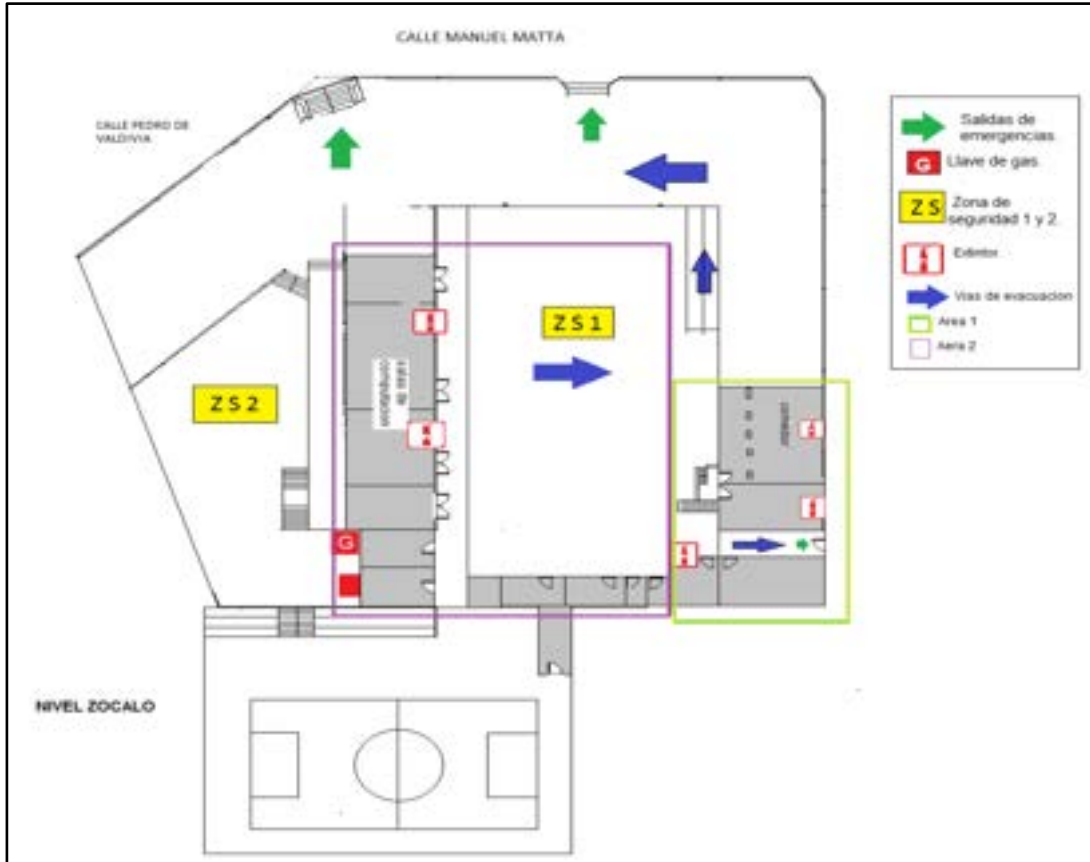 CALLE MANUEL MATTA
CALLE PEDRO DE
VALDIVIA
Salidas de
emergencias
G
Llave de gas.
Z S
Zona de
seguridad 1 y 2.
Extintor
Vias de evacuacion
Area 1
Aera 2
Z S 1
Z S 2
G
NIVEL ZOCALO